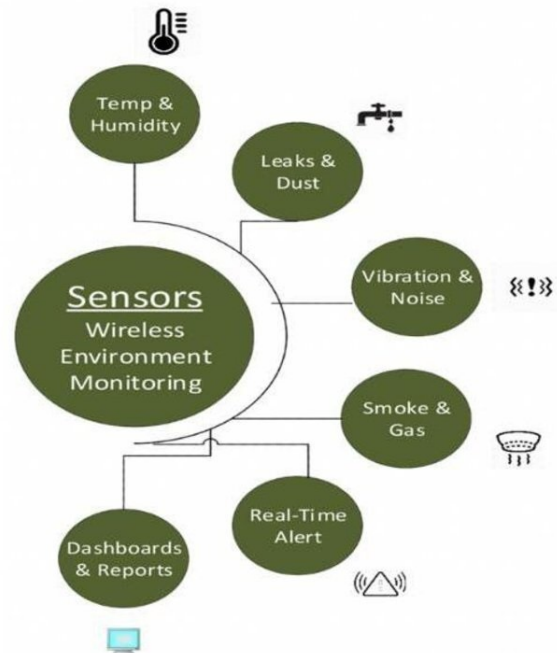 Temp &
Humidity
Leaks &
Dust
Vibration &
Noise
Sensors
Wireless
Environment
Monitoring
Smoke &
Gas
Real-Time
Alert
Dashboards
& Reports